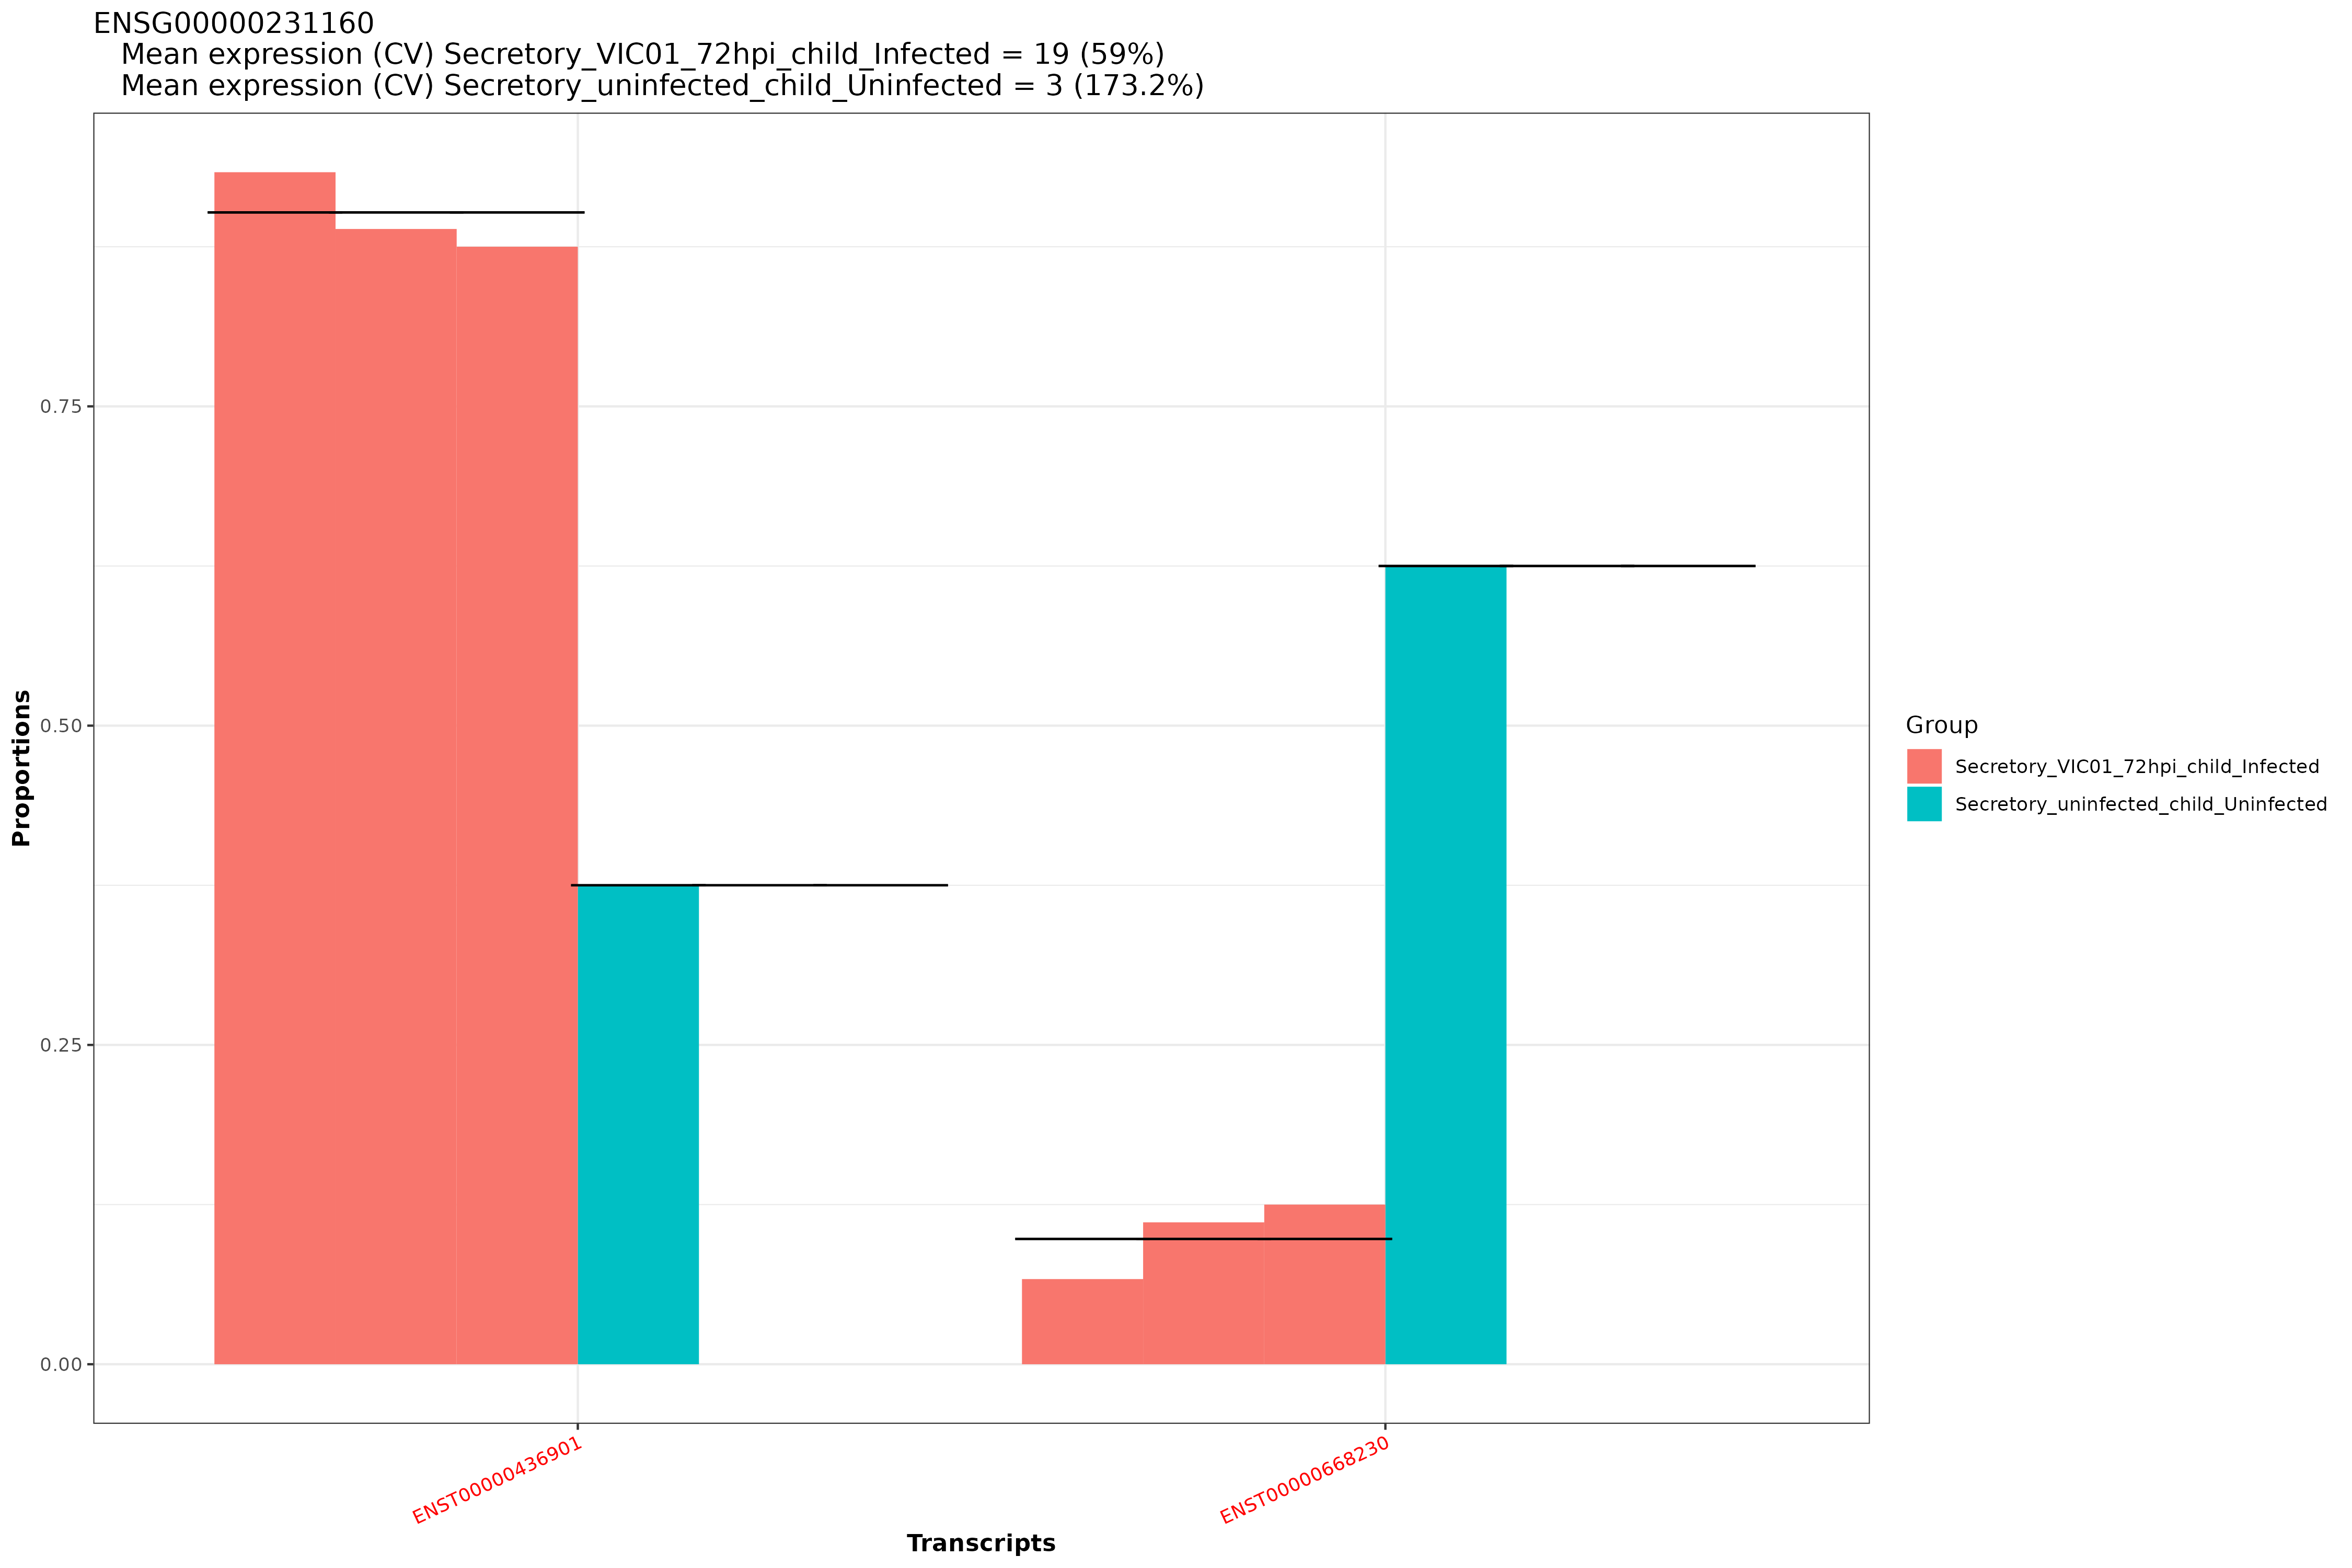 ENSG00000231160
Mean expression (CV) Secretory_VIC01_72hpi_child_Infected = 19 (59%)
Mean expression (CV) Secretory_uninfected_child_Uninfected = 3 (173.2%)
0.75
0.50
0.25
0.00
Proportions
ENST00000436901
ENST00000668230
Transcripts
Group
Secretory_VIC01_72hpi_child_Infected
Secretory_uninfected_child_Uninfected